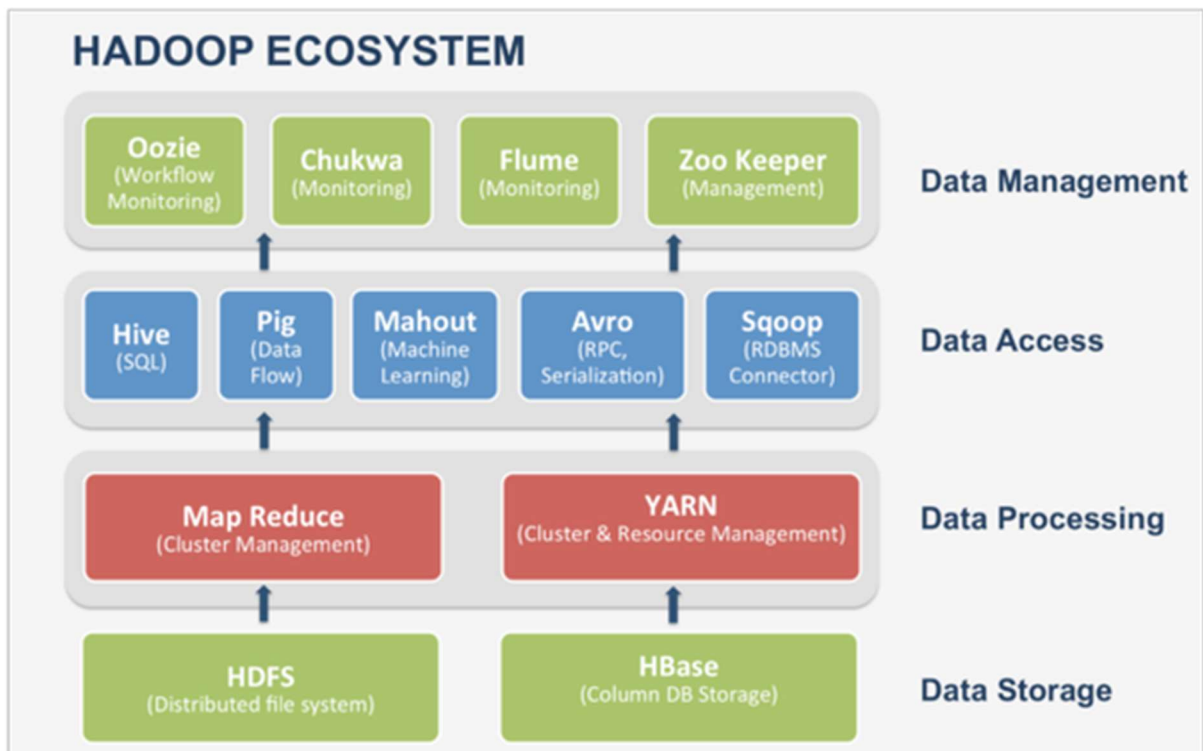 HADOOP ECOSYSTEM
Oozie
(Workflow
Monitoring)
Chukwa
(Monitoring)
Flume
(Monitoring)
Zoo Keeper
(Management)
Data Management
Hive
(SQL)
Pig
(Data
Flow)
Mahout
(Machine
Learning)
Avro
(RPC,
Serialization)
Sqoop
(RDBMS
Connector)
Data Access
Map Reduce
(Cluster Management)
YARN
(Cluster & Resource Management)
Data Processing
HDFS
(Distributed file system)
HBase
(Column DB Storage)
Data Storage